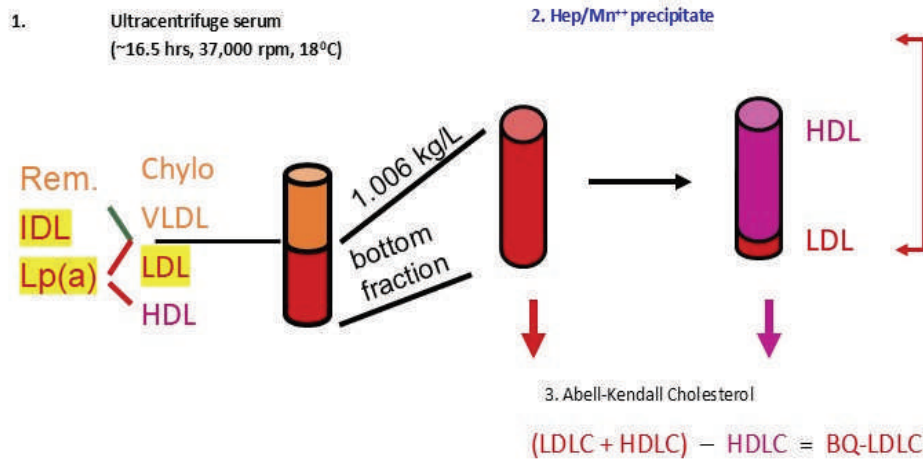 1.
Ultracentrifuge serum
(~16.5 hrs, 37,000 rpm, 18⁰C)
2. Hep/Mn⁺⁺ precipitate
Rem.
IDL
Lp(a)
Chylo
VLDL
LDL
HDL
1.006 kg/L
bottom
fraction
HDL
LDL
3. Abell-Kendall Cholesterol
(LDLC + HDLC) – HDLC = BQ-LDLC